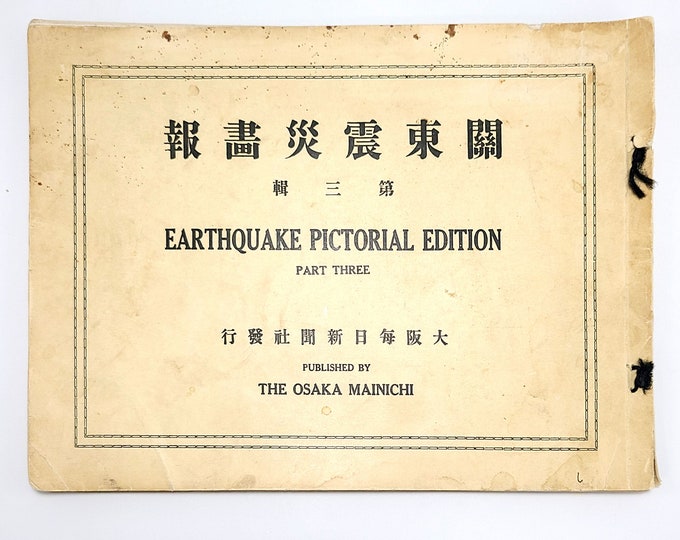 關東震災畫報
第三輯
EARTHQUAKE PICTORIAL EDITION
PART THREE
大阪每日新聞社發行
PUBLISHED BY
THE OSAKA MAINICHI